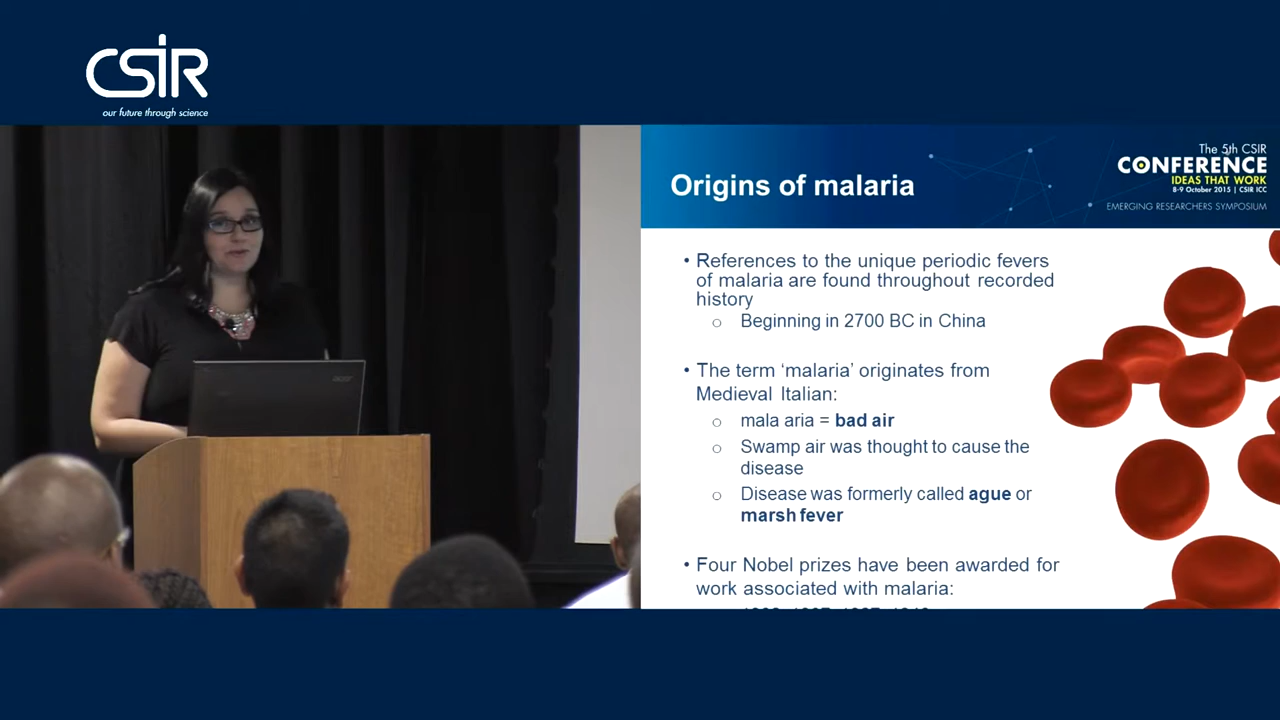 CSIR
our future through science
Origins of malaria
The 5th CSIR
CONFERENCE
IDEAS THAT WORK
8-9 October 2015 | CSIR ICC
EMERGING RESEARCHERS SYMPOSIUM
• References to the unique periodic fevers
of malaria are found throughout recorded
history
o Beginning in 2700 BC in China
• The term ‘malaria’ originates from
Medieval Italian:
o mala aria = bad air
o Swamp air was thought to cause the
disease
o Disease was formerly called ague or
marsh fever
• Four Nobel prizes have been awarded for
work associated with malaria:
acer